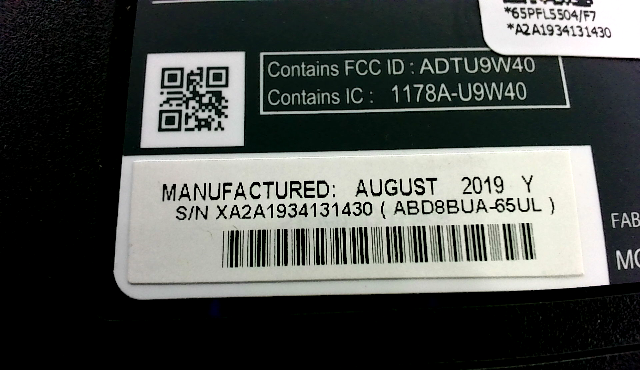 *65PFL5504/F7
*A2A1934131430
Contains FCC ID : ADTU9W40
Contains IC : 1178A-U9W40
MANUFACTURED: AUGUST 2019 Y
S/N XA2A1934131430 ( ABD8BUA-65UL )
FAB
MO